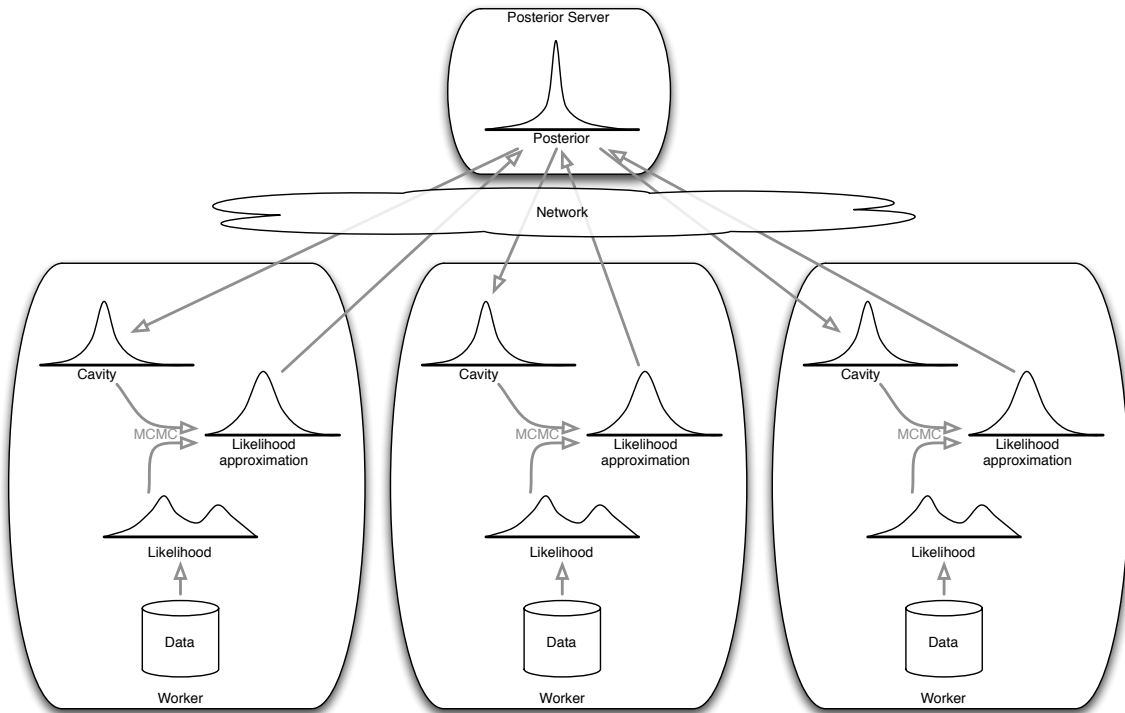 Posterior Server
Posterior
Network
Cavity
MCMC
Likelihood
approximation
Likelihood
Data
Worker
Cavity
MCMC
Likelihood
approximation
Likelihood
Data
Worker
Cavity
MCMC
Likelihood
approximation
Likelihood
Data
Worker